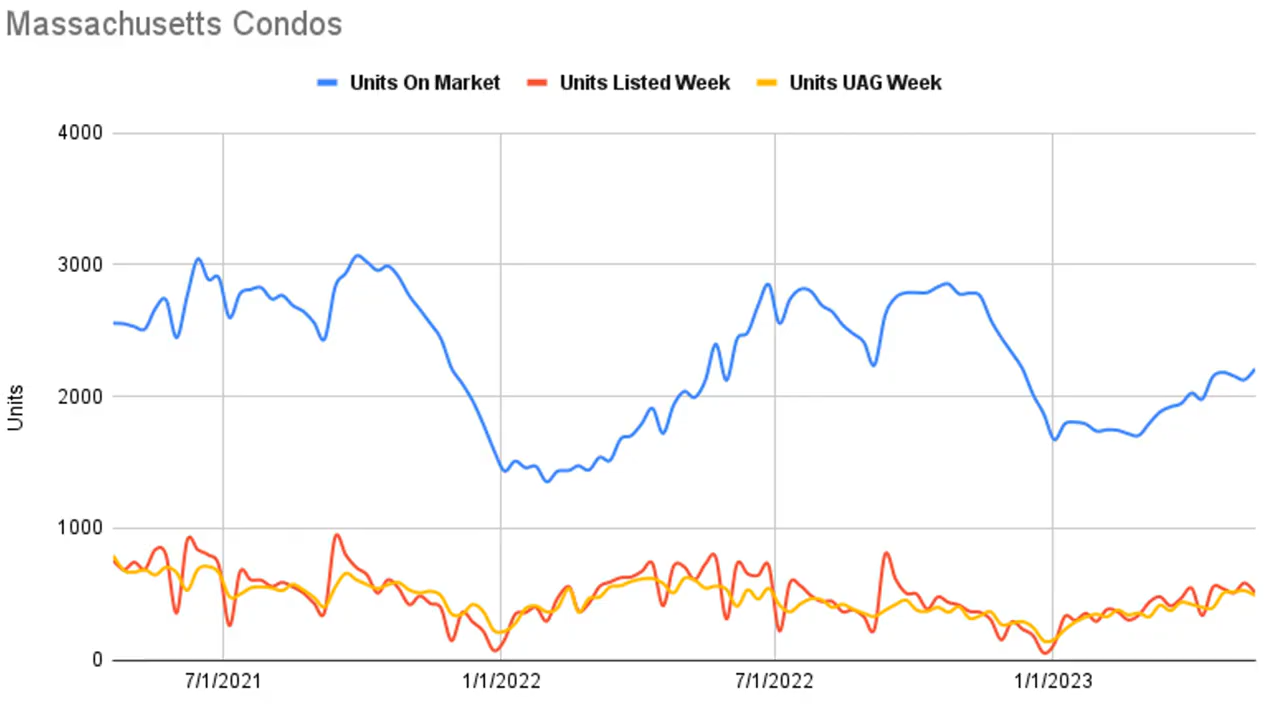 Massachusetts Condos
Units On Market Units Listed Week Units UAG Week
4000
3000
2000
1000
0
Units
7/1/2021 1/1/2022 7/1/2022 1/1/2023